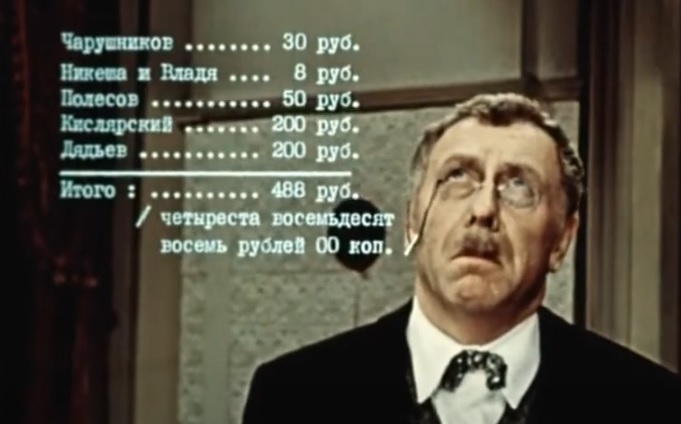 Чарушников ........ 30 руб.
Никеша и Владя .... 8 руб.
Полесов ........... 50 руб.
Кислярский ....... 200 руб.
Дядьев ........... 200 руб.
Итого : .......... 488 руб.
/ четыреста восемьдесят
восемь рублей 00 коп. /